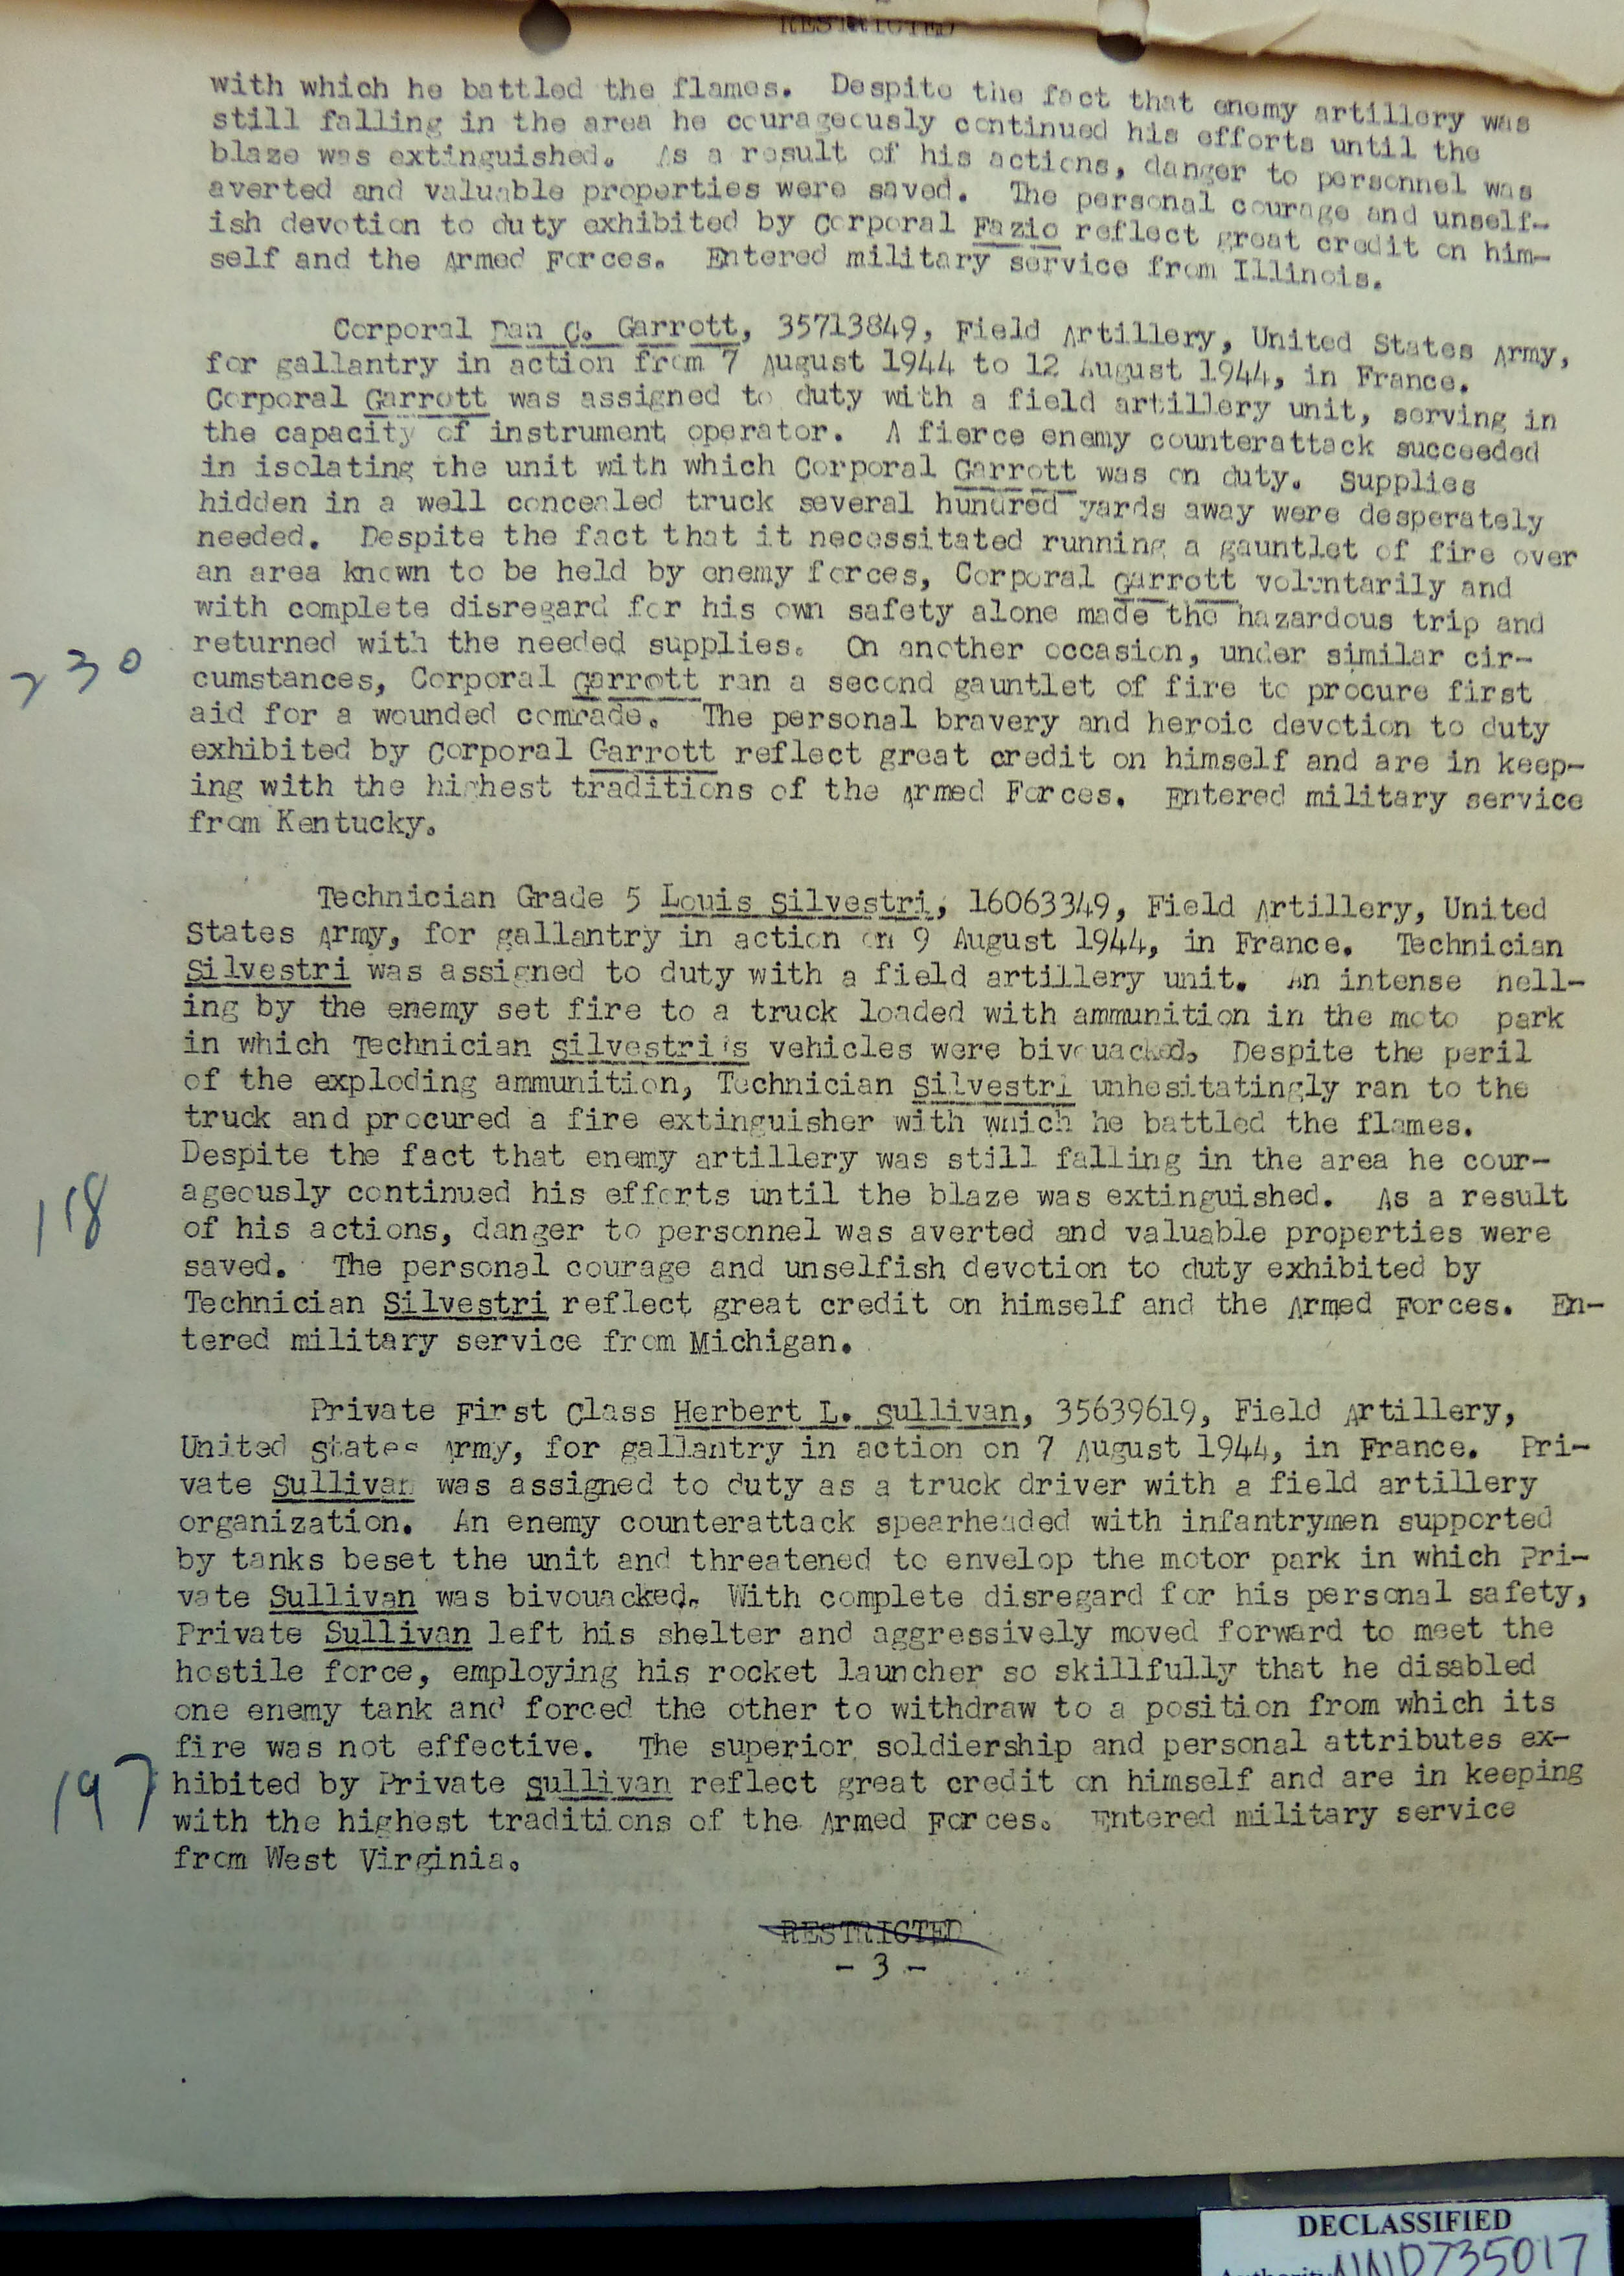 RESTRICTED
with which he battled the flames. Despite the fact that enemy artillery was
still falling in the area he courageously continued his efforts until the
blaze was extinguished. As a result of his actions, danger to personnel was
averted and valuable properties were saved. The personal courage and unself-
ish devotion to duty exhibited by Corporal Fazio reflect great credit on him-
self and the Armed Forces. Entered military service from Illinois.
Corporal Dan C. Garrott, 35713849, Field Artillery, United States Army,
for gallantry in action from 7 August 1944 to 12 August 1944, in France.
Corporal Garrott was assigned to duty with a field artillery unit, serving in
the capacity of instrument operator. A fierce enemy counterattack succeeded
in isolating the unit with which Corporal Garrott was on duty. Supplies
hidden in a well concealed truck several hundred yards away were desperately
needed. Despite the fact that it necessitated running a gauntlet of fire over
an area known to be held by enemy forces, Corporal Garrott voluntarily and
with complete disregard for his own safety alone made the hazardous trip and
returned with the needed supplies. On another occasion, under similar cir-
230
cumstances, Corporal Garrott ran a second gauntlet of fire to procure first
aid for a wounded comrade. The personal bravery and heroic devotion to duty
exhibited by Corporal Garrott reflect great credit on himself and are in keep-
ing with the highest traditions of the Armed Forces. Entered military service
from Kentucky.
Technician Grade 5 Louis Silvestri, 16063349, Field Artillery, United
States Army, for gallantry in action on 9 August 1944, in France. Technician
Silvestri was assigned to duty with a field artillery unit. An intense hell-
ing by the enemy set fire to a truck loaded with ammunition in the moto park
in which Technician Silvestri's vehicles were bivouacked. Despite the peril
of the exploding ammunition, Technician Silvestri unhesitatingly ran to the
truck and procured a fire extinguisher with which he battled the flames.
Despite the fact that enemy artillery was still falling in the area he cour-
ageously continued his efforts until the blaze was extinguished. As a result
118
of his actions, danger to personnel was averted and valuable properties were
saved. The personal courage and unselfish devotion to duty exhibited by
Technician Silvestri reflect great credit on himself and the Armed Forces. En-
tered military service from Michigan.
Private First Class Herbert L. Sullivan, 35639619, Field Artillery,
United States Army, for gallantry in action on 7 August 1944, in France. Pri-
vate Sullivan was assigned to duty as a truck driver with a field artillery
organization. An enemy counterattack spearheaded with infantrymen supported
by tanks beset the unit and threatened to envelop the motor park in which Pri-
vate Sullivan was bivouacked. With complete disregard for his personal safety,
Private Sullivan left his shelter and aggressively moved forward to meet the
hostile force, employing his rocket launcher so skillfully that he disabled
one enemy tank and forced the other to withdraw to a position from which its
fire was not effective. The superior soldiership and personal attributes ex-
197
hibited by Private Sullivan reflect great credit on himself and are in keeping
with the highest traditions of the Armed Forces. Entered military service
from West Virginia.
RESTRICTED
- 3 -
DECLASSIFIED
Authority NND735017